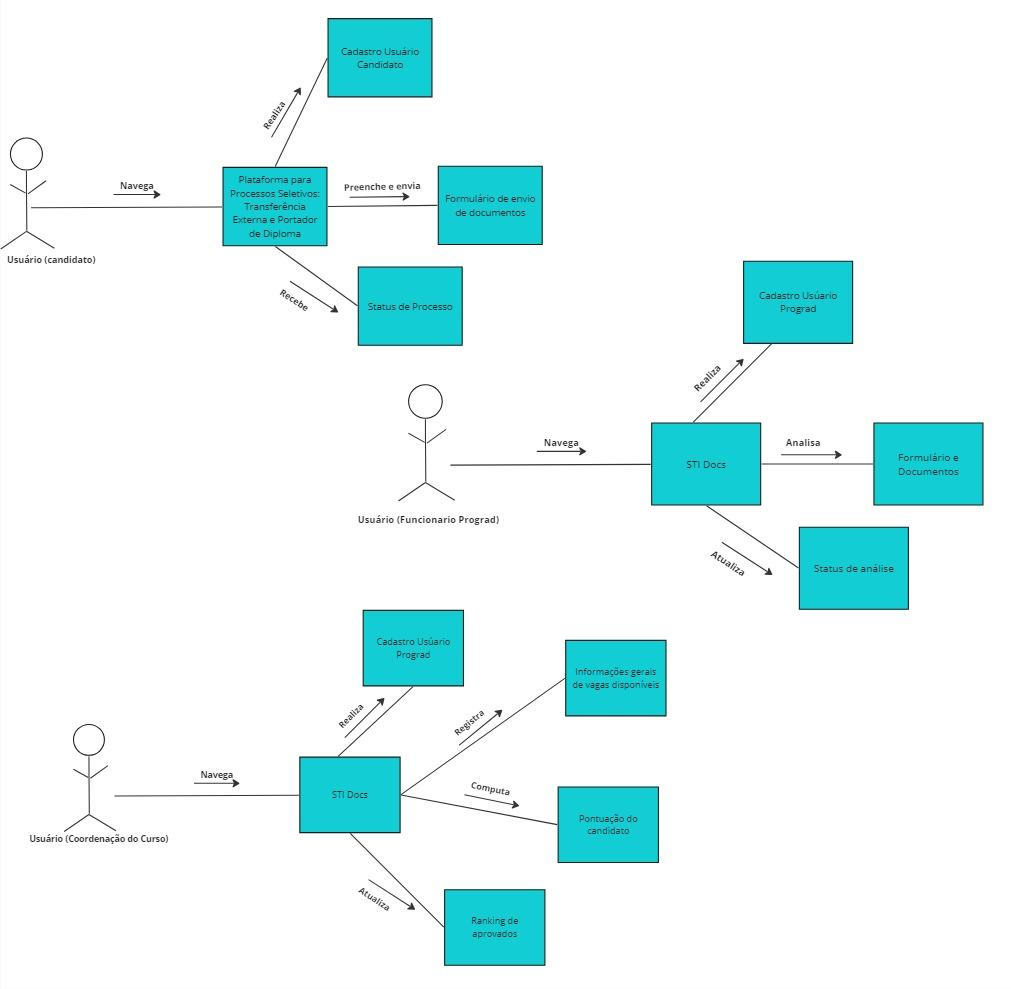 Cadastro Usuário
Candidato
Realiza
Navega
Plataforma para
Processos Seletivos:
Transferência
Externa e Portador
de Diploma
Preenche e envia
Formulário de envio
de documentos
Usuário (candidato)
Recebe
Status de Processo
Cadastro Usúario
Prograd
Realiza
Navega
STI Docs
Analisa
Formulário e
Documentos
Usuário (Funcionario Prograd)
Atualiza
Status de análise
Cadastro Usúario
Prograd
Realiza
Registra
Informações gerais
de vagas disponíveis
Navega
STI Docs
Computa
Pontuação do
candidato
Usuário (Coordenação do Curso)
Atualiza
Ranking de
aprovados